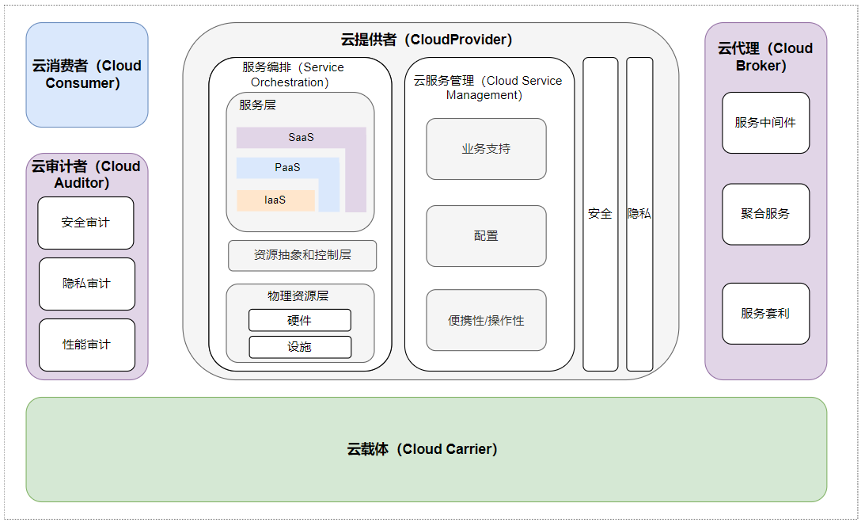 云消费者（Cloud
Consumer）
云审计者（Cloud
Auditor）
安全审计
隐私审计
性能审计
云提供者（CloudProvider）
服务编排（Service
Orchestration）
服务层
SaaS
PaaS
IaaS
资源抽象和控制层
物理资源层
硬件
设施
云服务管理（Cloud Service
Management）
业务支持
配置
便携性/操作性
安全
隐私
云代理（Cloud
Broker）
服务中间件
聚合服务
服务套利
云载体（Cloud Carrier）